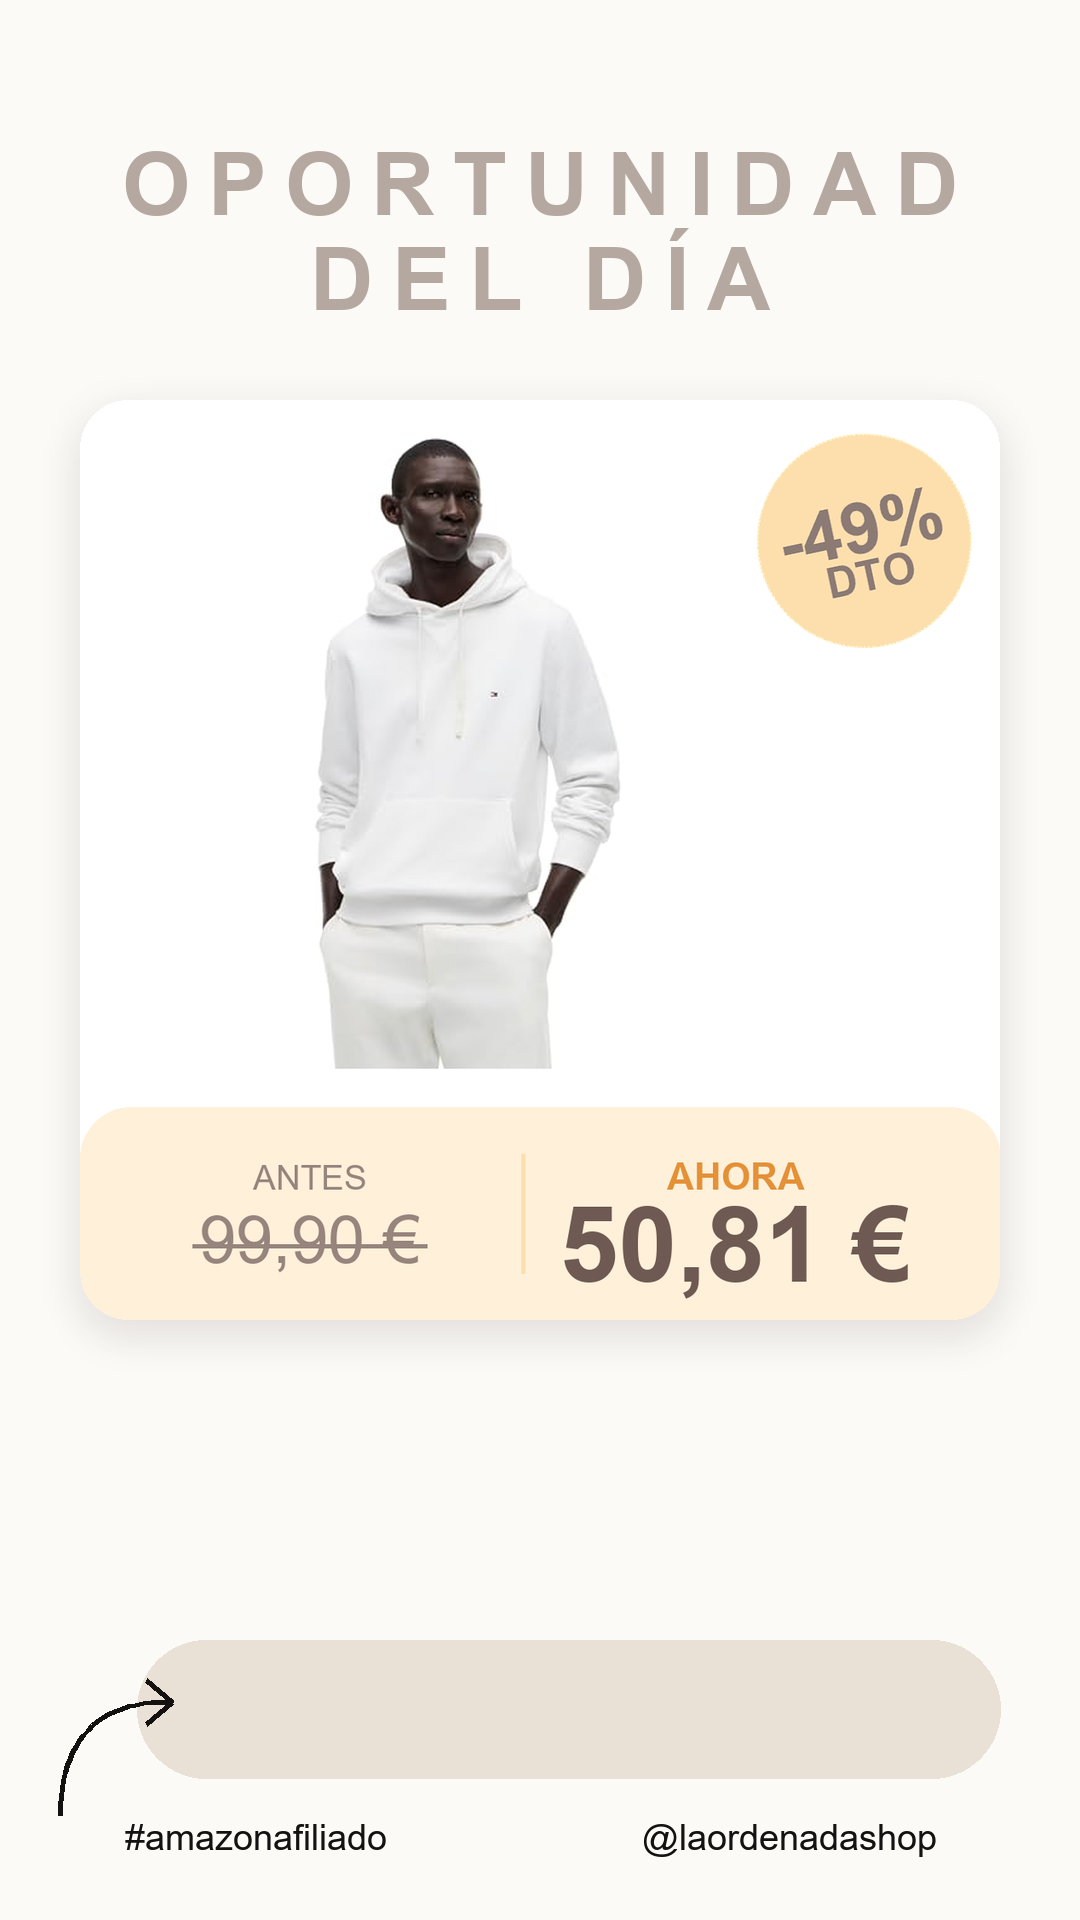 OPORTUNIDAD
DEL DÍA
-49%
DTO
ANTES
99,90 €
AHORA
50,81 €
#amazonafiliado
@laordenadashop